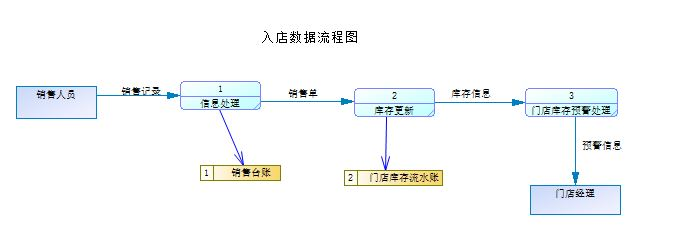 入店数据流程图
销售人员
销售记录
1
信息处理
销售单
2
库存更新
库存信息
3
门店库存预警处理
预警信息
1 销售台账
2 门店库存流水账
门店经理